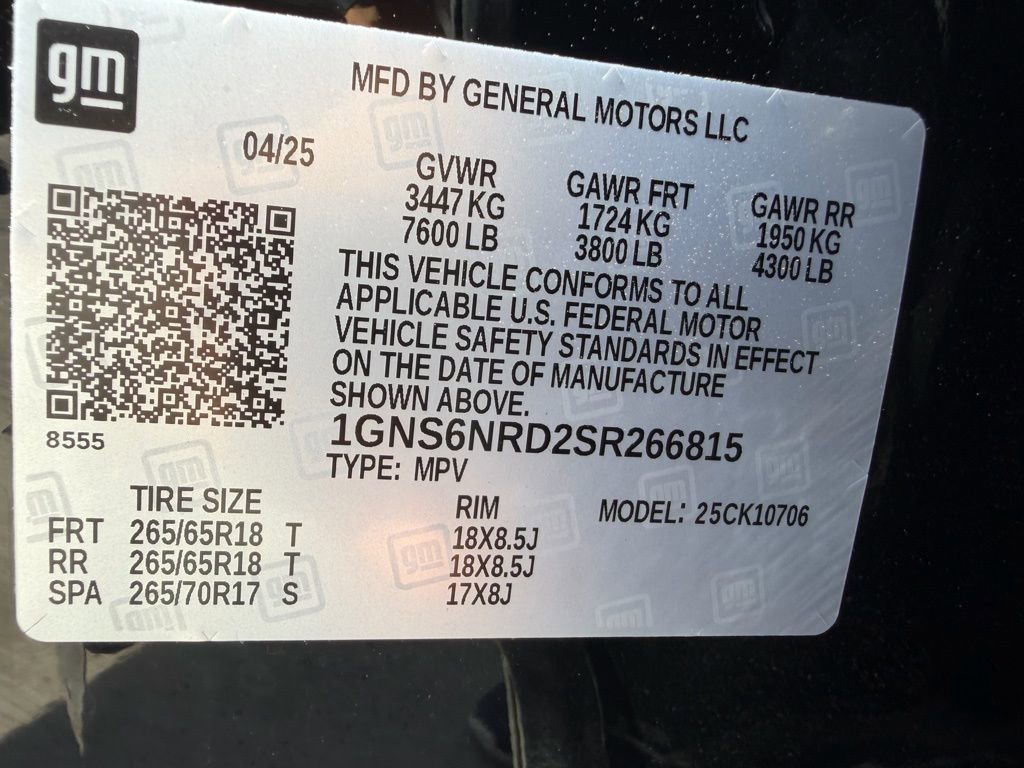 gm
MFD BY GENERAL MOTORS LLC
04/25
GVWR GAWR FRT GAWR RR
3447 KG 1724 KG 1950 KG
7600 LB 3800 LB 4300 LB
THIS VEHICLE CONFORMS TO ALL
APPLICABLE U.S. FEDERAL MOTOR
VEHICLE SAFETY STANDARDS IN EFFECT
ON THE DATE OF MANUFACTURE
SHOWN ABOVE.
8555
1GNS6NRD2SR266815
TYPE: MPV
TIRE SIZE RIM MODEL: 25CK10706
FRT 265/65R18 T 18X8.5J
RR 265/65R18 T 18X8.5J
SPA 265/70R17 S 17X8J